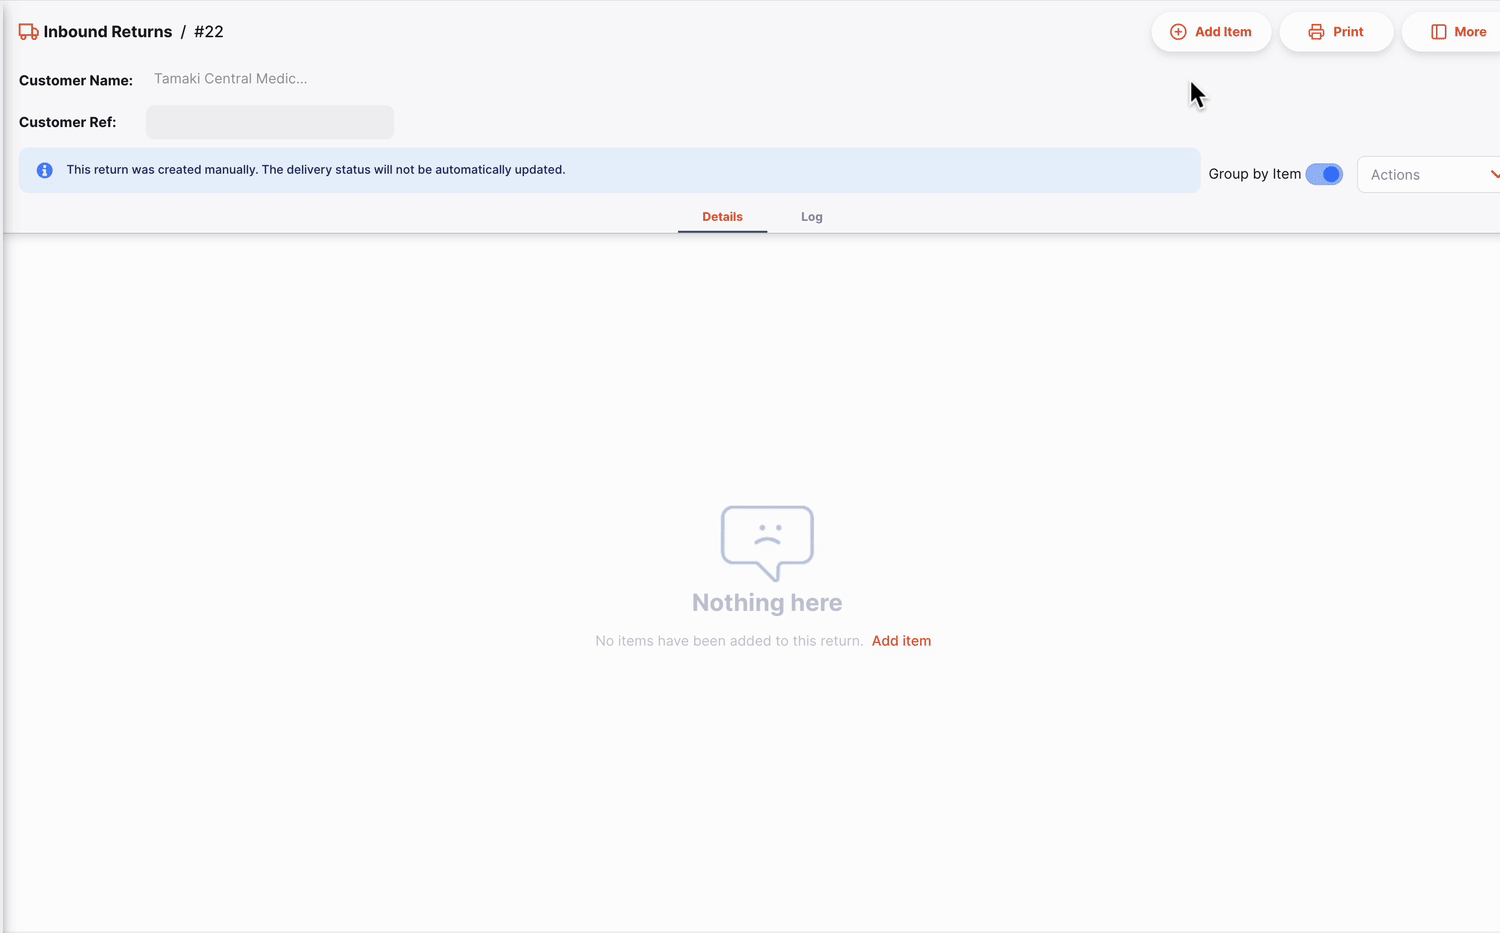 Inbound Returns / #22
Add Item
Print
More
Customer Name: Tamaki Central Medic...
Customer Ref:
This return was created manually. The delivery status will not be automatically updated.
Group by Item
Actions
Details
Log
Nothing here
No items have been added to this return. Add item